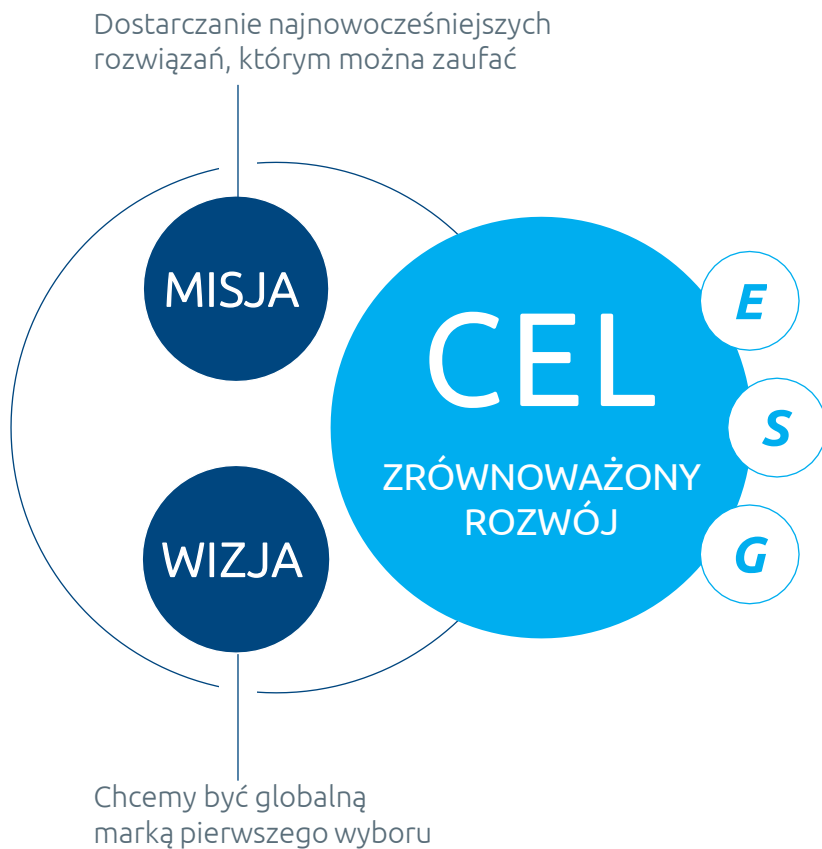 Dostarczanie najnowocześniejszych
rozwiązań, którym można zaufać
MISJA
CEL
ZRÓWNOWAŻONY
ROZWÓJ
E
S
G
WIZJA
Chcemy być globalną
marką pierwszego wyboru